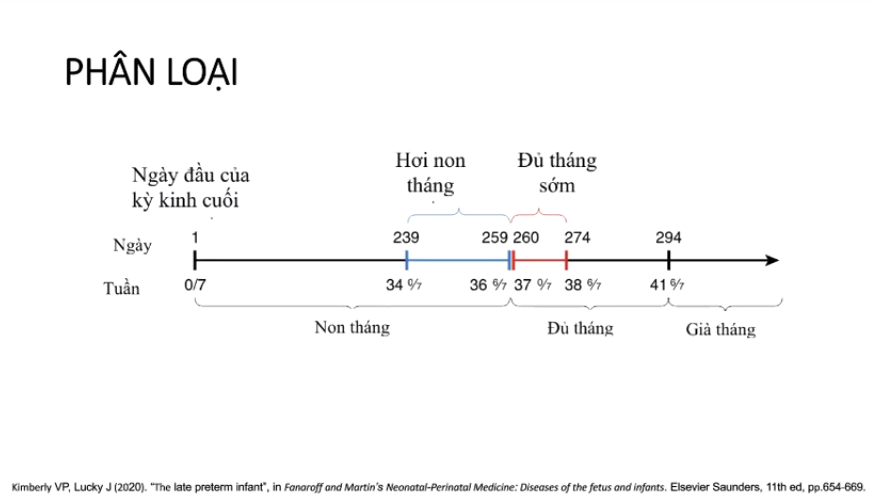 PHÂN LOẠI
Ngày đầu của
kỳ kinh cuối
Hơi non
tháng
Đủ tháng
sớm
Ngày 1 239 259 260 274 294
Tuần 0/7 34 0/7 36 6/7 37 0/7 38 6/7 41 6/7
Non tháng Đủ tháng Già tháng
Kimberly VP, Lucky J (2020). “The late preterm infant”, in Fanaroff and Martin’s Neonatal-Perinatal Medicine: Diseases of the fetus and infants. Elsevier Saunders, 11th ed, pp.654-669.